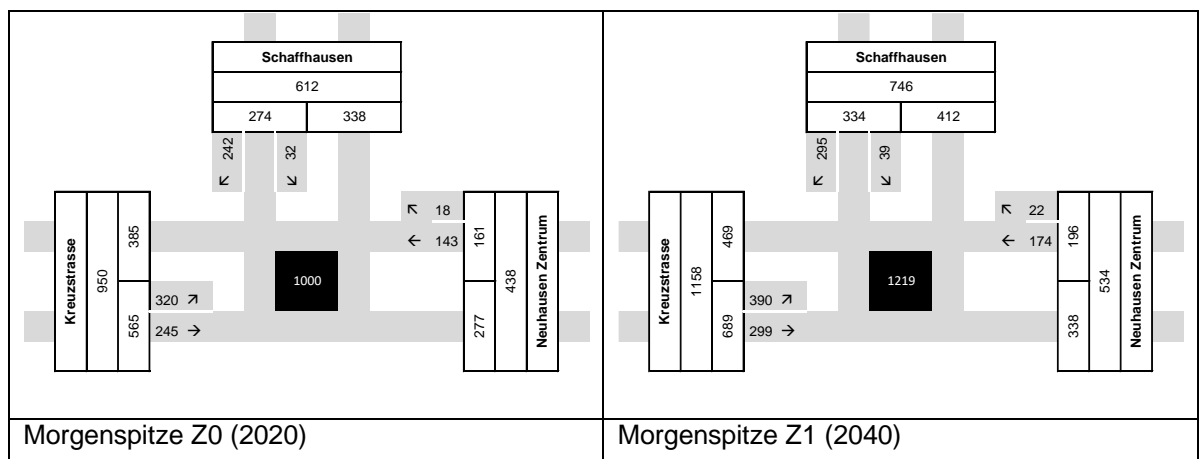 Schaffhausen
612
274 338
242 32
↙ ↘
Kreuzstrasse 950 385 565
↖ 18
← 143
161 277 438 Neuhausen Zentrum
1000
320 ↗
245 →
Morgenspitze Z0 (2020)
Schaffhausen
746
334 412
295 39
↙ ↘
Kreuzstrasse 1158 469 689
↖ 22
← 174
196 338 534 Neuhausen Zentrum
1219
390 ↗
299 →
Morgenspitze Z1 (2040)